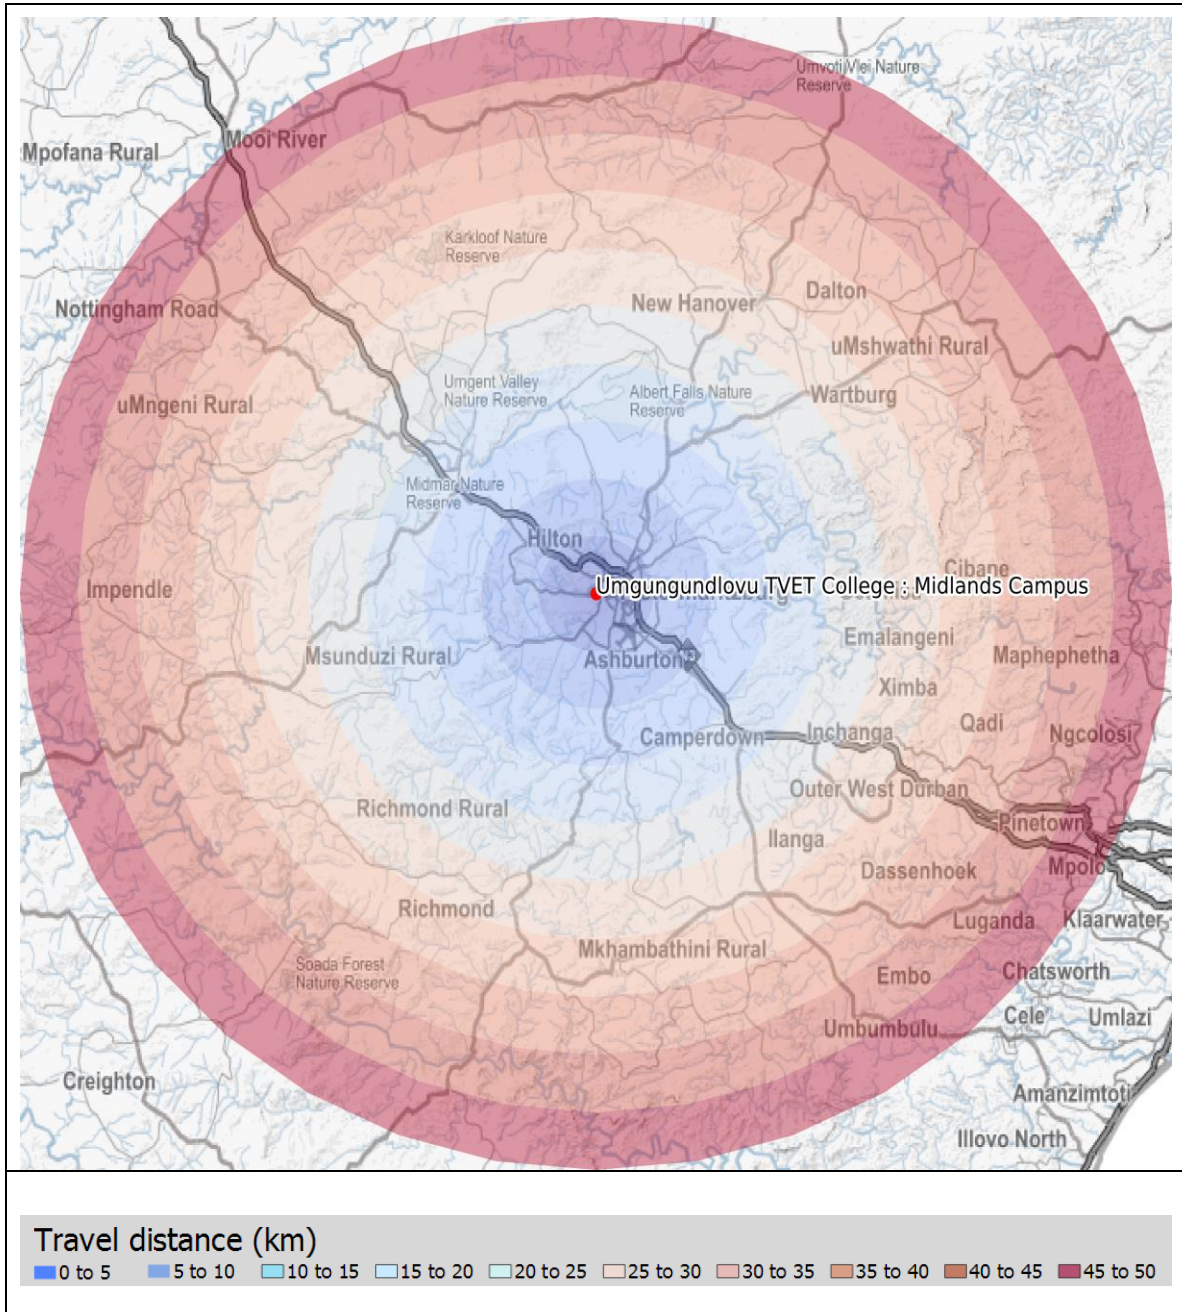 Umvoti Vlei Nature
Reserve
Mooi River
Mpofana Rural
Karkloof Nature
Reserve
Dalton
New Hanover
Nottingham Road
uMshwathi Rural
Umgent Valley
Nature Reserve
Albert Falls Nature
Reserve
Wartburg
uMngeni Rural
Midmar Nature
Reserve
Hilton
Cibane
Umgungundlovu TVET College : Midlands Campus
Impendle
Emalangeni
Msunduzi Rural
Ashburton
Maphephetha
Ximba
Qadi
Ngcolosi
Camperdown
Inchanga
Outer West Durban
Richmond Rural
Pinetown
Ilanga
Dassenhoek
Mpolo
Richmond
Luganda
Klaarwater
Mkhambathini Rural
Soada Forest
Nature Reserve
Embo
Chatsworth
Cele
Umlazi
Umbumbulu
Creighton
Amanzimtoti
Illovo North
Travel distance (km)
0 to 5 5 to 10 10 to 15 15 to 20 20 to 25 25 to 30 30 to 35 35 to 40 40 to 45 45 to 50